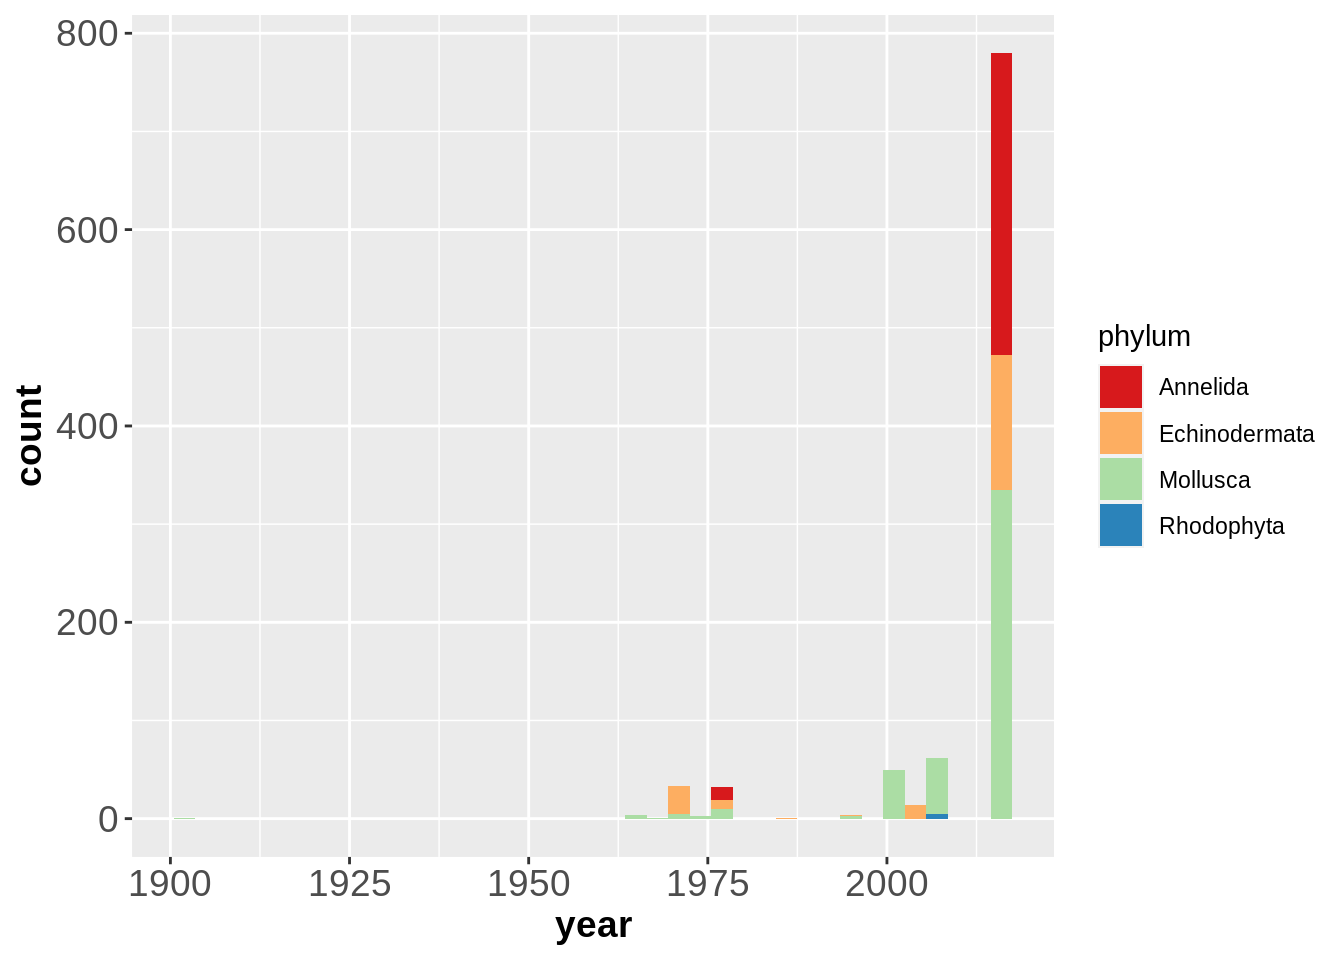 800
600
400
200
0
count
1900 1925 1950 1975 2000
year
phylum
Annelida
Echinodermata
Mollusca
Rhodophyta